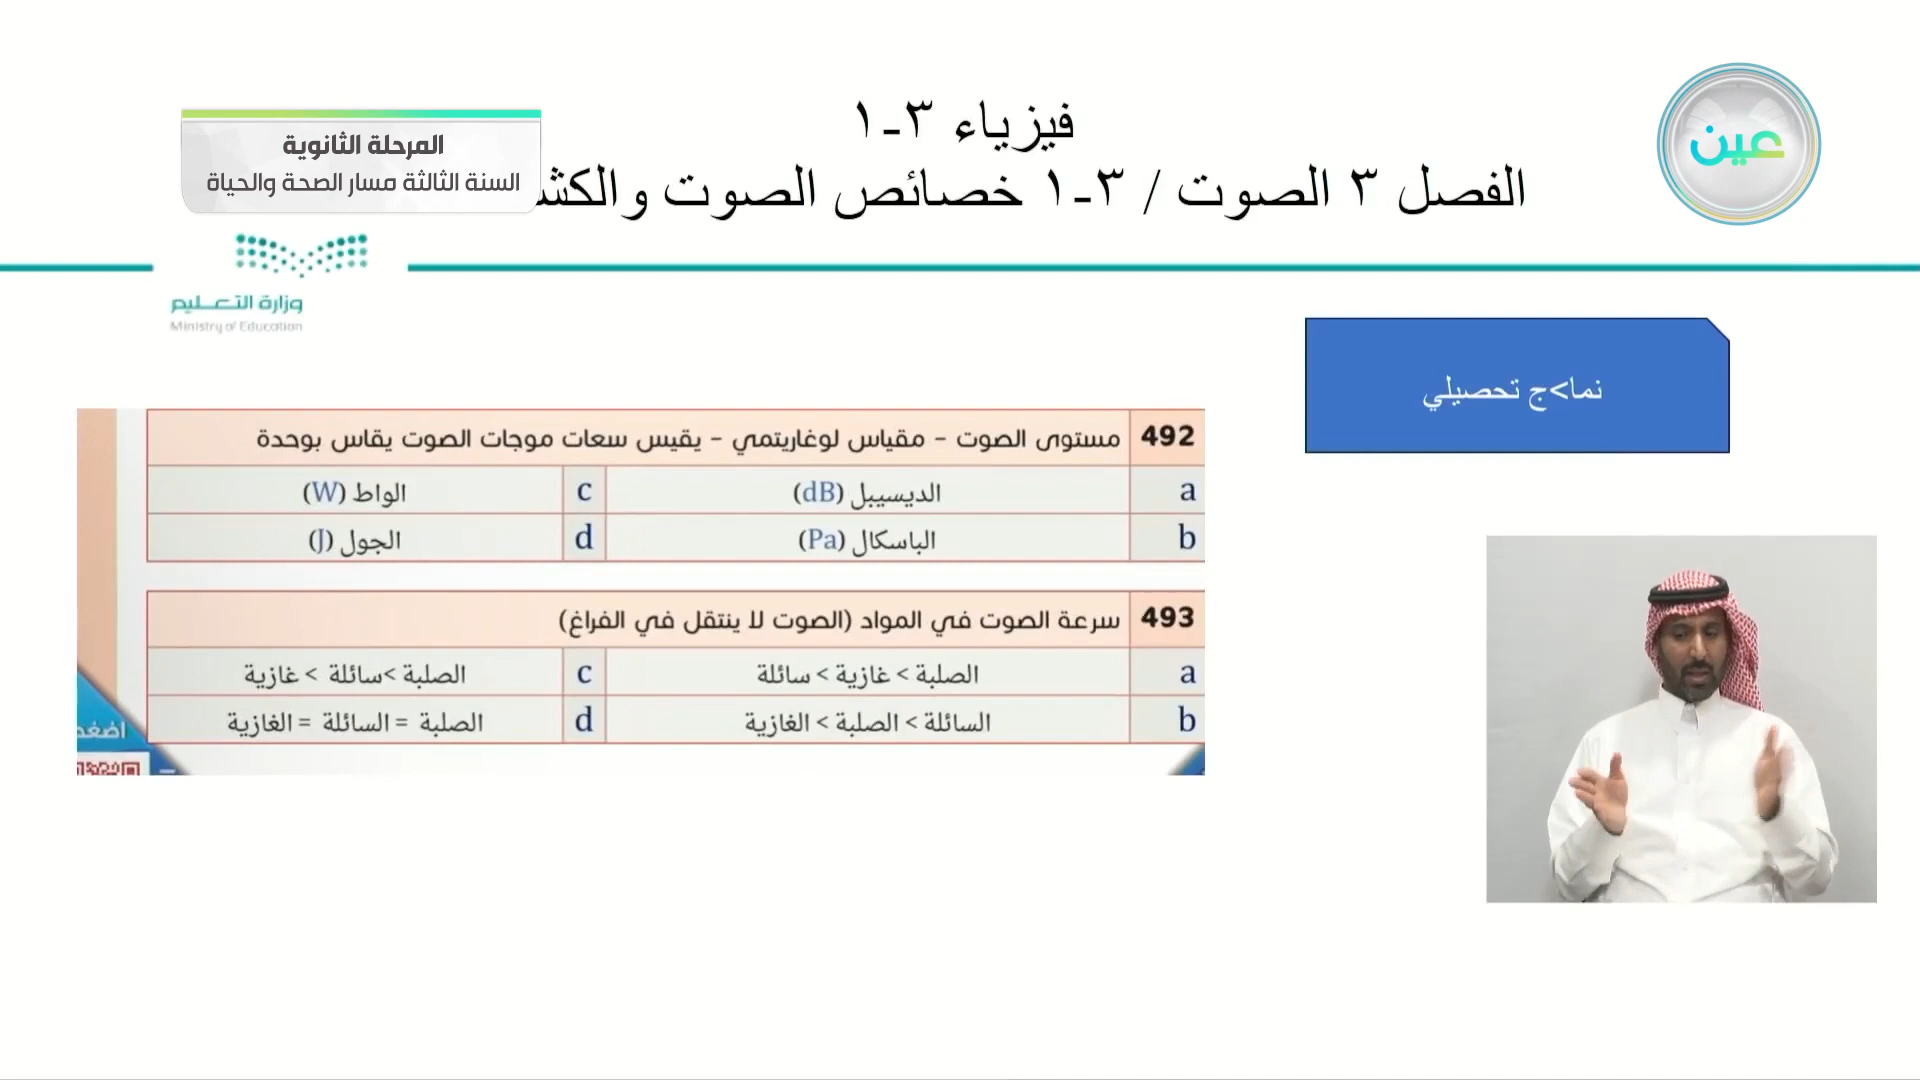 فيزياء ٣-١
الفصل ٣ الصوت / ٣-١ خصائص الصوت والكش
المرحلة الثانوية
السنة الثالثة مسار الصحة والحياة
عين
وزارة التعليم
Ministry of Education
نما>ج تحصيلي
492 مستوى الصوت - مقياس لوغاريتمي - يقيس سعات موجات الصوت يقاس بوحدة
a الديسيبل (dB) c الواط (W)
b الباسكال (Pa) d الجول (J)
493 سرعة الصوت في المواد (الصوت لا ينتقل في الفراغ)
a الصلبة > غازية > سائلة c الصلبة >سائلة > غازية
b السائلة > الصلبة > الغازية d الصلبة = السائلة = الغازية
اضغط